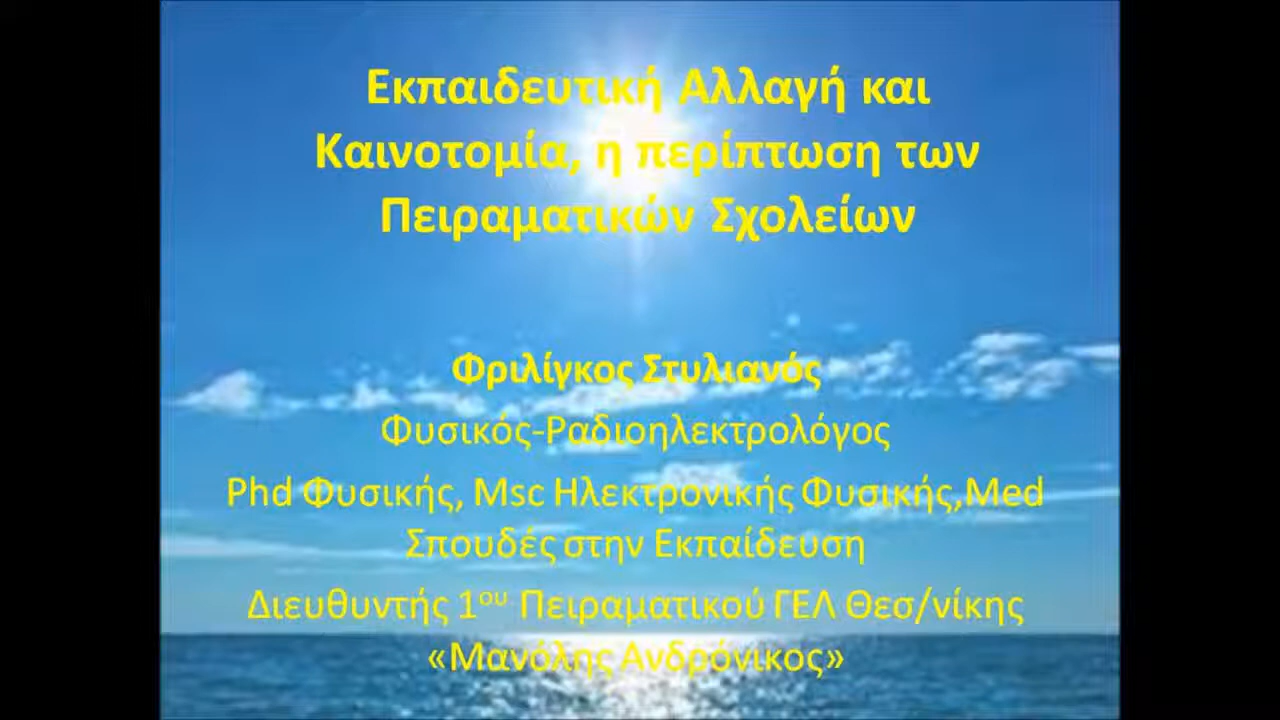 Εκπαιδευτική Αλλαγή και
Καινοτομία, η περίπτωση των
Πειραματικών Σχολείων
Φριλίγκος Στυλιανός
Φυσικός-Ραδιοηλεκτρολόγος
Phd Φυσικής, Msc Ηλεκτρονικής Φυσικής,Med
Σπουδές στην Εκπαίδευση
Διευθυντής 1ου Πειραματικού ΓΕΛ Θεσ/νίκης
«Μανόλης Ανδρόνικος»